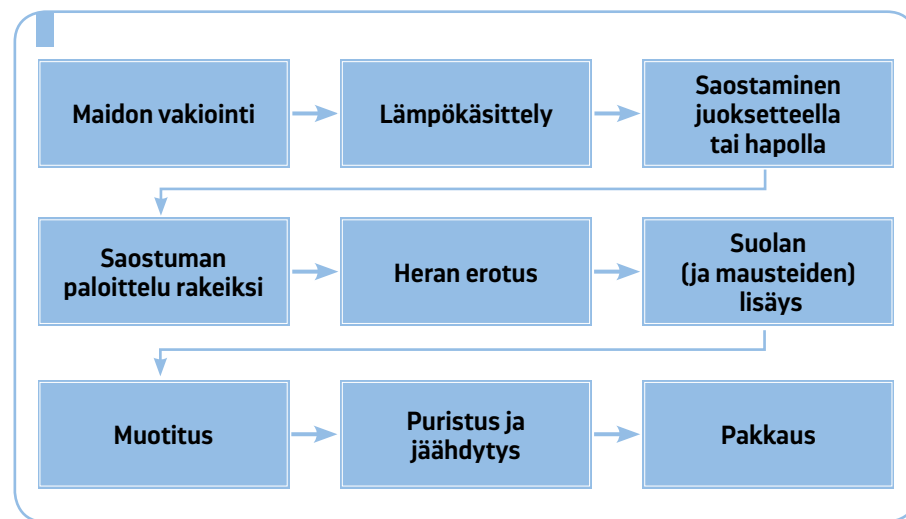 Maidon vakiointi
Lämpökäsittely
Saostaminen
juoksetteella
tai hapolla
Saostuman
paloittelu rakeiksi
Heran erotus
Suolan
(ja mausteiden)
lisäys
Muotitus
Puristus ja
jäähdytys
Pakkaus